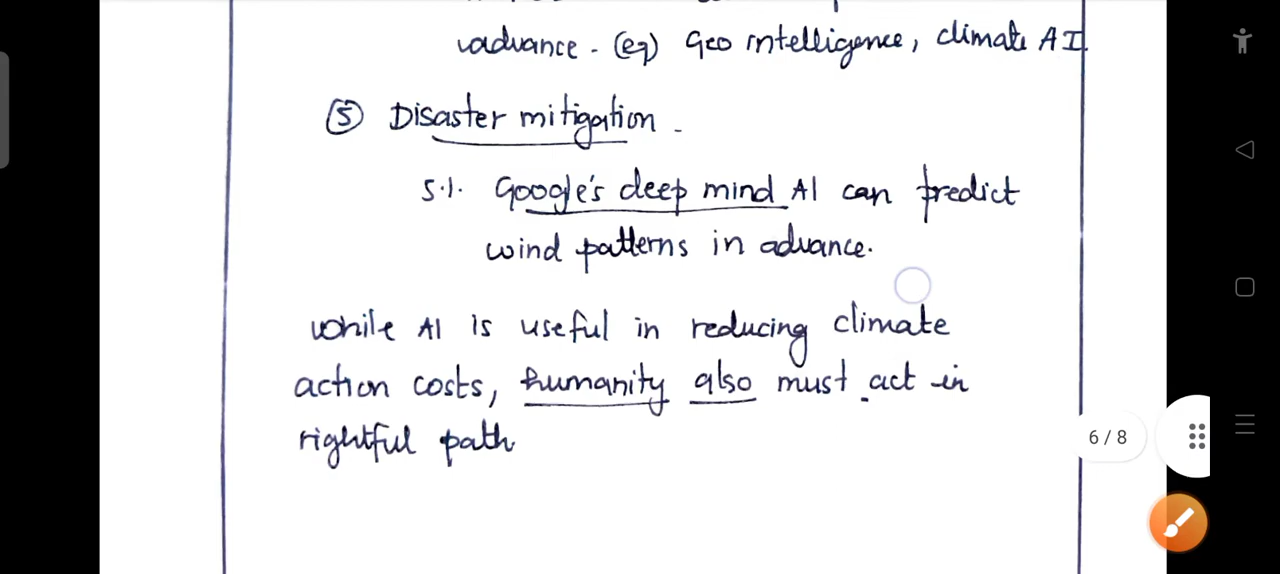 advance - (eg) Geo intelligence, climate AI.
⑤ Disaster mitigation -
5.1. Google's deep mind AI can predict
wind patterns in advance.
while AI is useful in reducing climate
action costs, humanity also must act in
rightful path
6 / 8